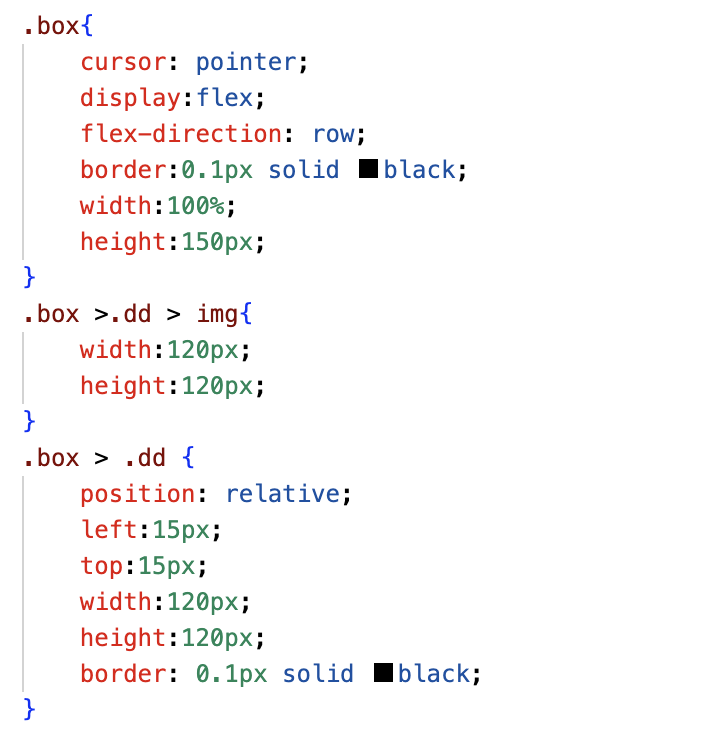 .box{
    cursor: pointer;
    display:flex;
    flex-direction: row;
    border:0.1px solid black;
    width:100%;
    height:150px;
}
.box >.dd > img{
    width:120px;
    height:120px;
}
.box > .dd {
    position: relative;
    left:15px;
    top:15px;
    width:120px;
    height:120px;
    border: 0.1px solid black;
}